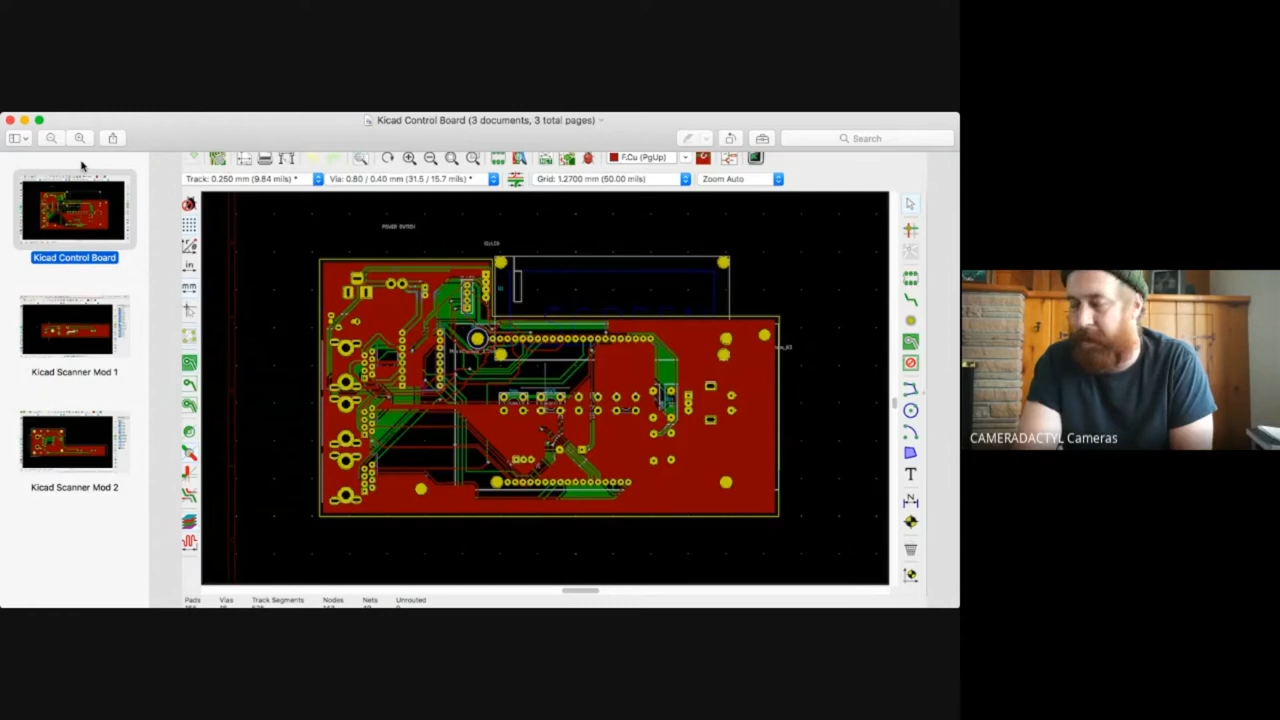 Kicad Control Board (3 documents, 3 total pages)
Search
F.Cu (PgUp)
Track: 0.250 mm (9.84 mils) *
Via: 0.80 / 0.40 mm (31.5 / 15.7 mils) *
Grid: 1.2700 mm (50.00 mils)
Zoom Auto
Kicad Control Board
Kicad Scanner Mod 1
Kicad Scanner Mod 2
in
mm
T
N
CAMERADACTYL Cameras
Pads
Vias
Track Segments
Nodes
Nets
Unrouted